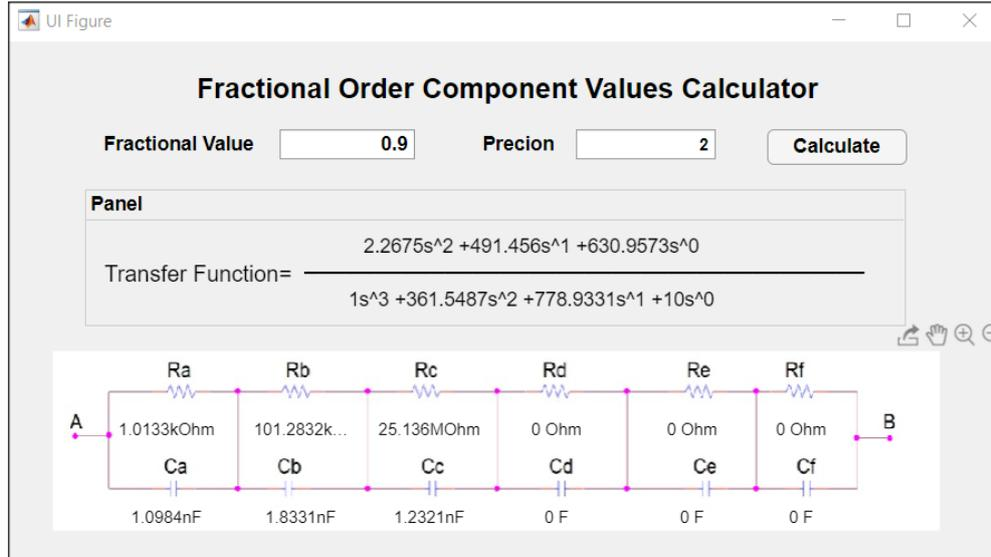 UI Figure
Fractional Order Component Values Calculator
Fractional Value 0.9 Precion 2 Calculate
Panel
2.2675s^2 +491.456s^1 +630.9573s^0
Transfer Function=
1s^3 +361.5487s^2 +778.9331s^1 +10s^0
Ra Rb Rc Rd Re Rf
A B
1.0133kOhm 101.2832k... 25.136MOhm 0 Ohm 0 Ohm 0 Ohm
Ca Cb Cc Cd Ce Cf
1.0984nF 1.8331nF 1.2321nF 0 F 0 F 0 F